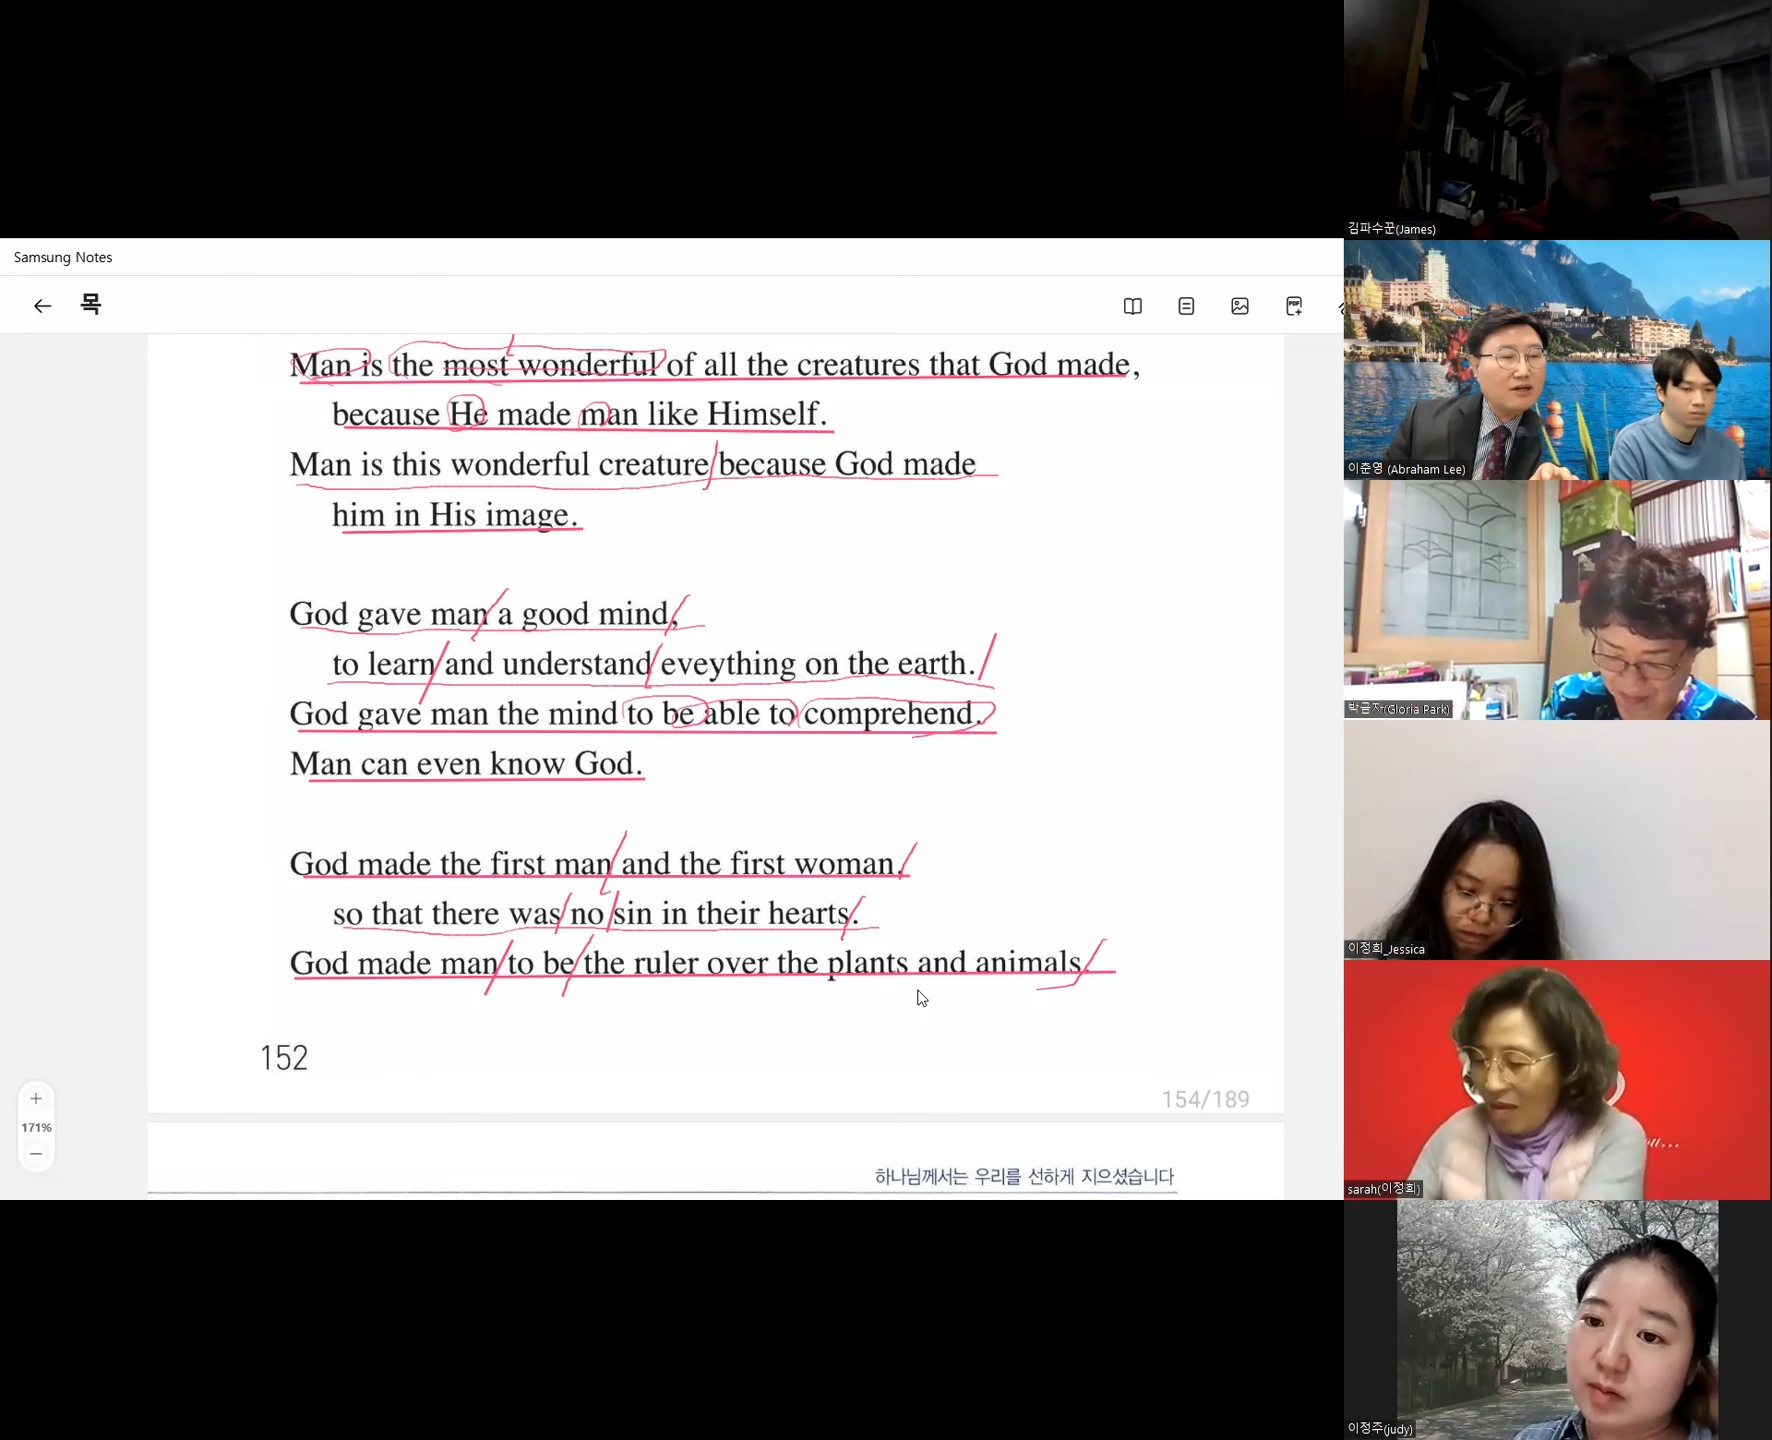 김파수꾼(James)
Samsung Notes
목
Man is the most wonderful of all the creatures that God made,
because He made man like Himself.
Man is this wonderful creature because God made
him in His image.
이춘영 (Abraham Lee)
God gave man a good mind,
to learn and understand eveything on the earth.
God gave man the mind to be able to comprehend.
Man can even know God.
박금자(Gloria Park)
God made the first man and the first woman.
so that there was no sin in their hearts.
God made man to be the ruler over the plants and animals.
이정희_Jessica
152
154/189
171%
하나님께서는 우리를 선하게 지으셨습니다
sarah(이정희)
이정주(judy)